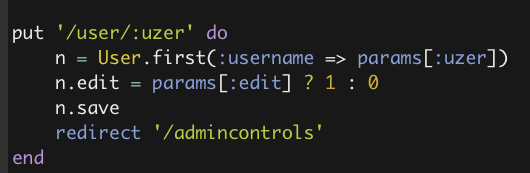 put '/user/:uzer' do
    n = User.first(:username => params[:uzer])
    n.edit = params[:edit] ? 1 : 0
    n.save
    redirect '/admincontrols'
end